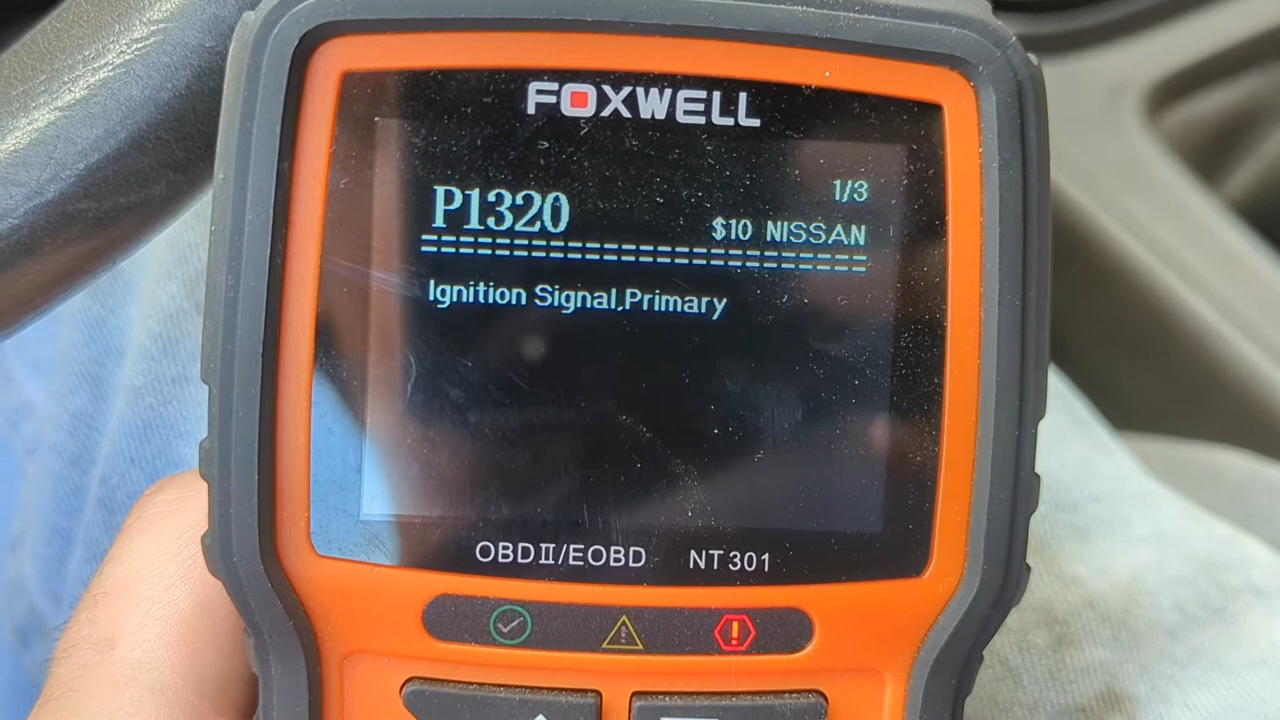 FOXWELL
1/3
P1320
$10 NISSAN
Ignition Signal,Primary
OBDⅡ/EOBD NT301